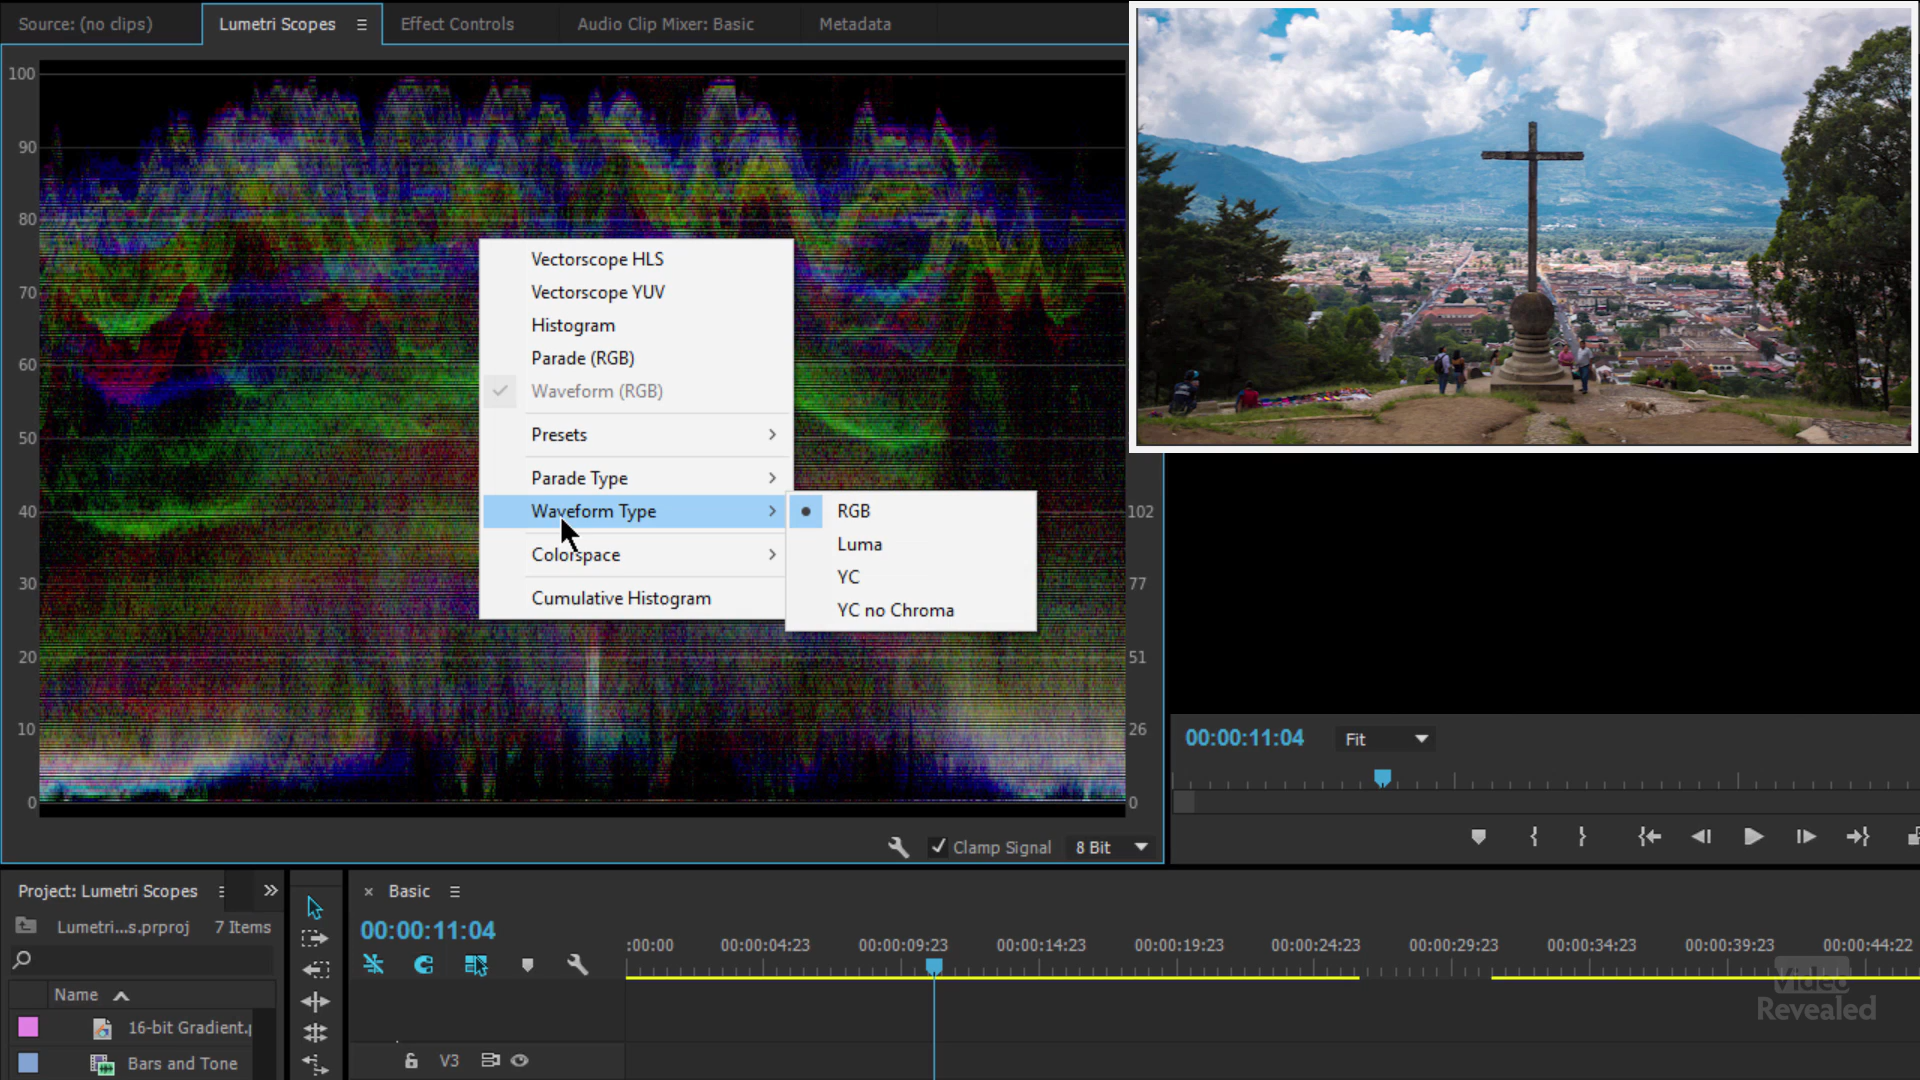 Source: (no clips)
Lumetri Scopes
Effect Controls
Audio Clip Mixer: Basic
Metadata
100
90
80
70
60
50
40
30
20
10
0
Vectorscope HLS
Vectorscope YUV
Histogram
Parade (RGB)
Waveform (RGB)
Presets
Parade Type
Waveform Type
Colorspace
Cumulative Histogram
RGB
Luma
YC
YC no Chroma
102
77
51
26
0
Clamp Signal
8 Bit
00:00:11:04
Fit
Project: Lumetri Scopes
Lumetri...s.prproj
7 Items
Name
16-bit Gradient.p
Bars and Tone
Basic
00:00:11:04
:00:00
00:00:04:23
00:00:09:23
00:00:14:23
00:00:19:23
00:00:24:23
00:00:29:23
00:00:34:23
00:00:39:23
00:00:44:22
V3
Video
Revealed